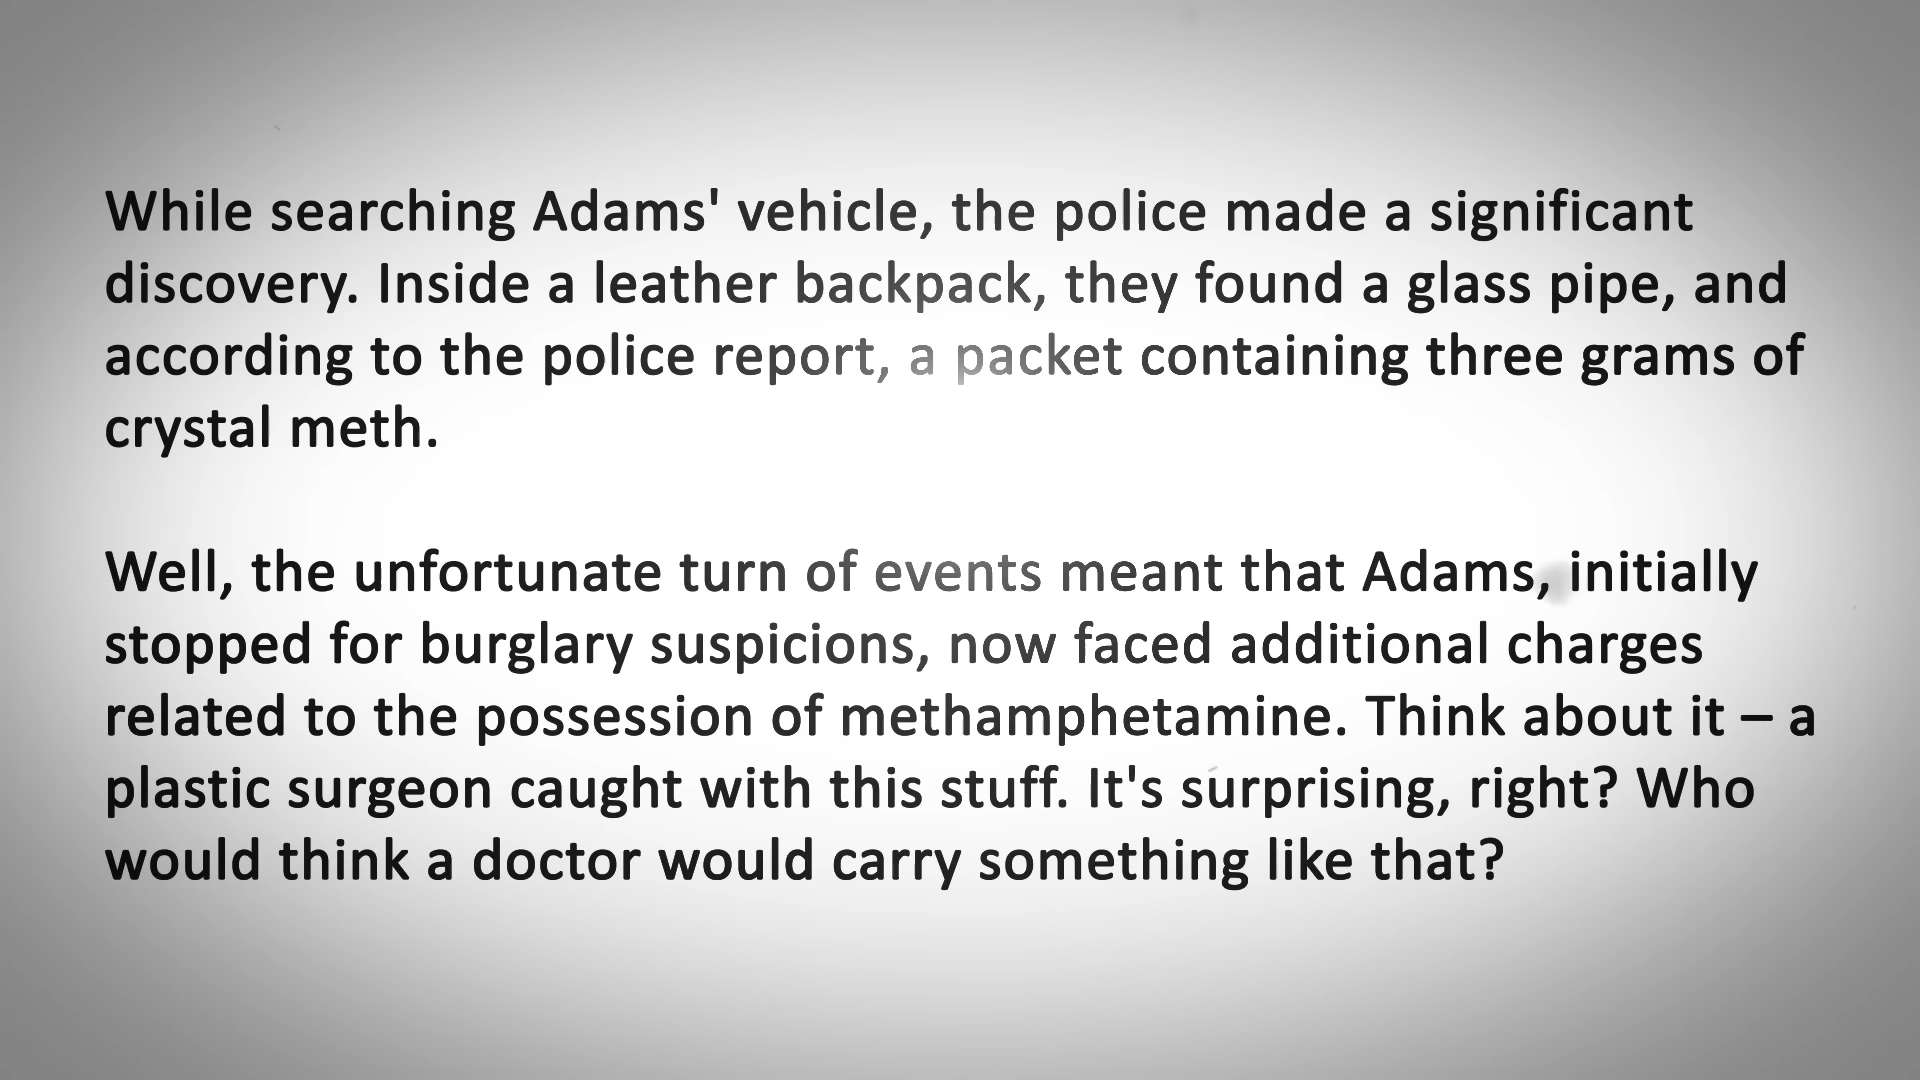 While searching Adams' vehicle, the police made a significant
discovery. Inside a leather backpack, they found a glass pipe, and
according to the police report, a packet containing three grams of
crystal meth.
Well, the unfortunate turn of events meant that Adams, initially
stopped for burglary suspicions, now faced additional charges
related to the possession of methamphetamine. Think about it – a
plastic surgeon caught with this stuff. It's surprising, right? Who
would think a doctor would carry something like that?